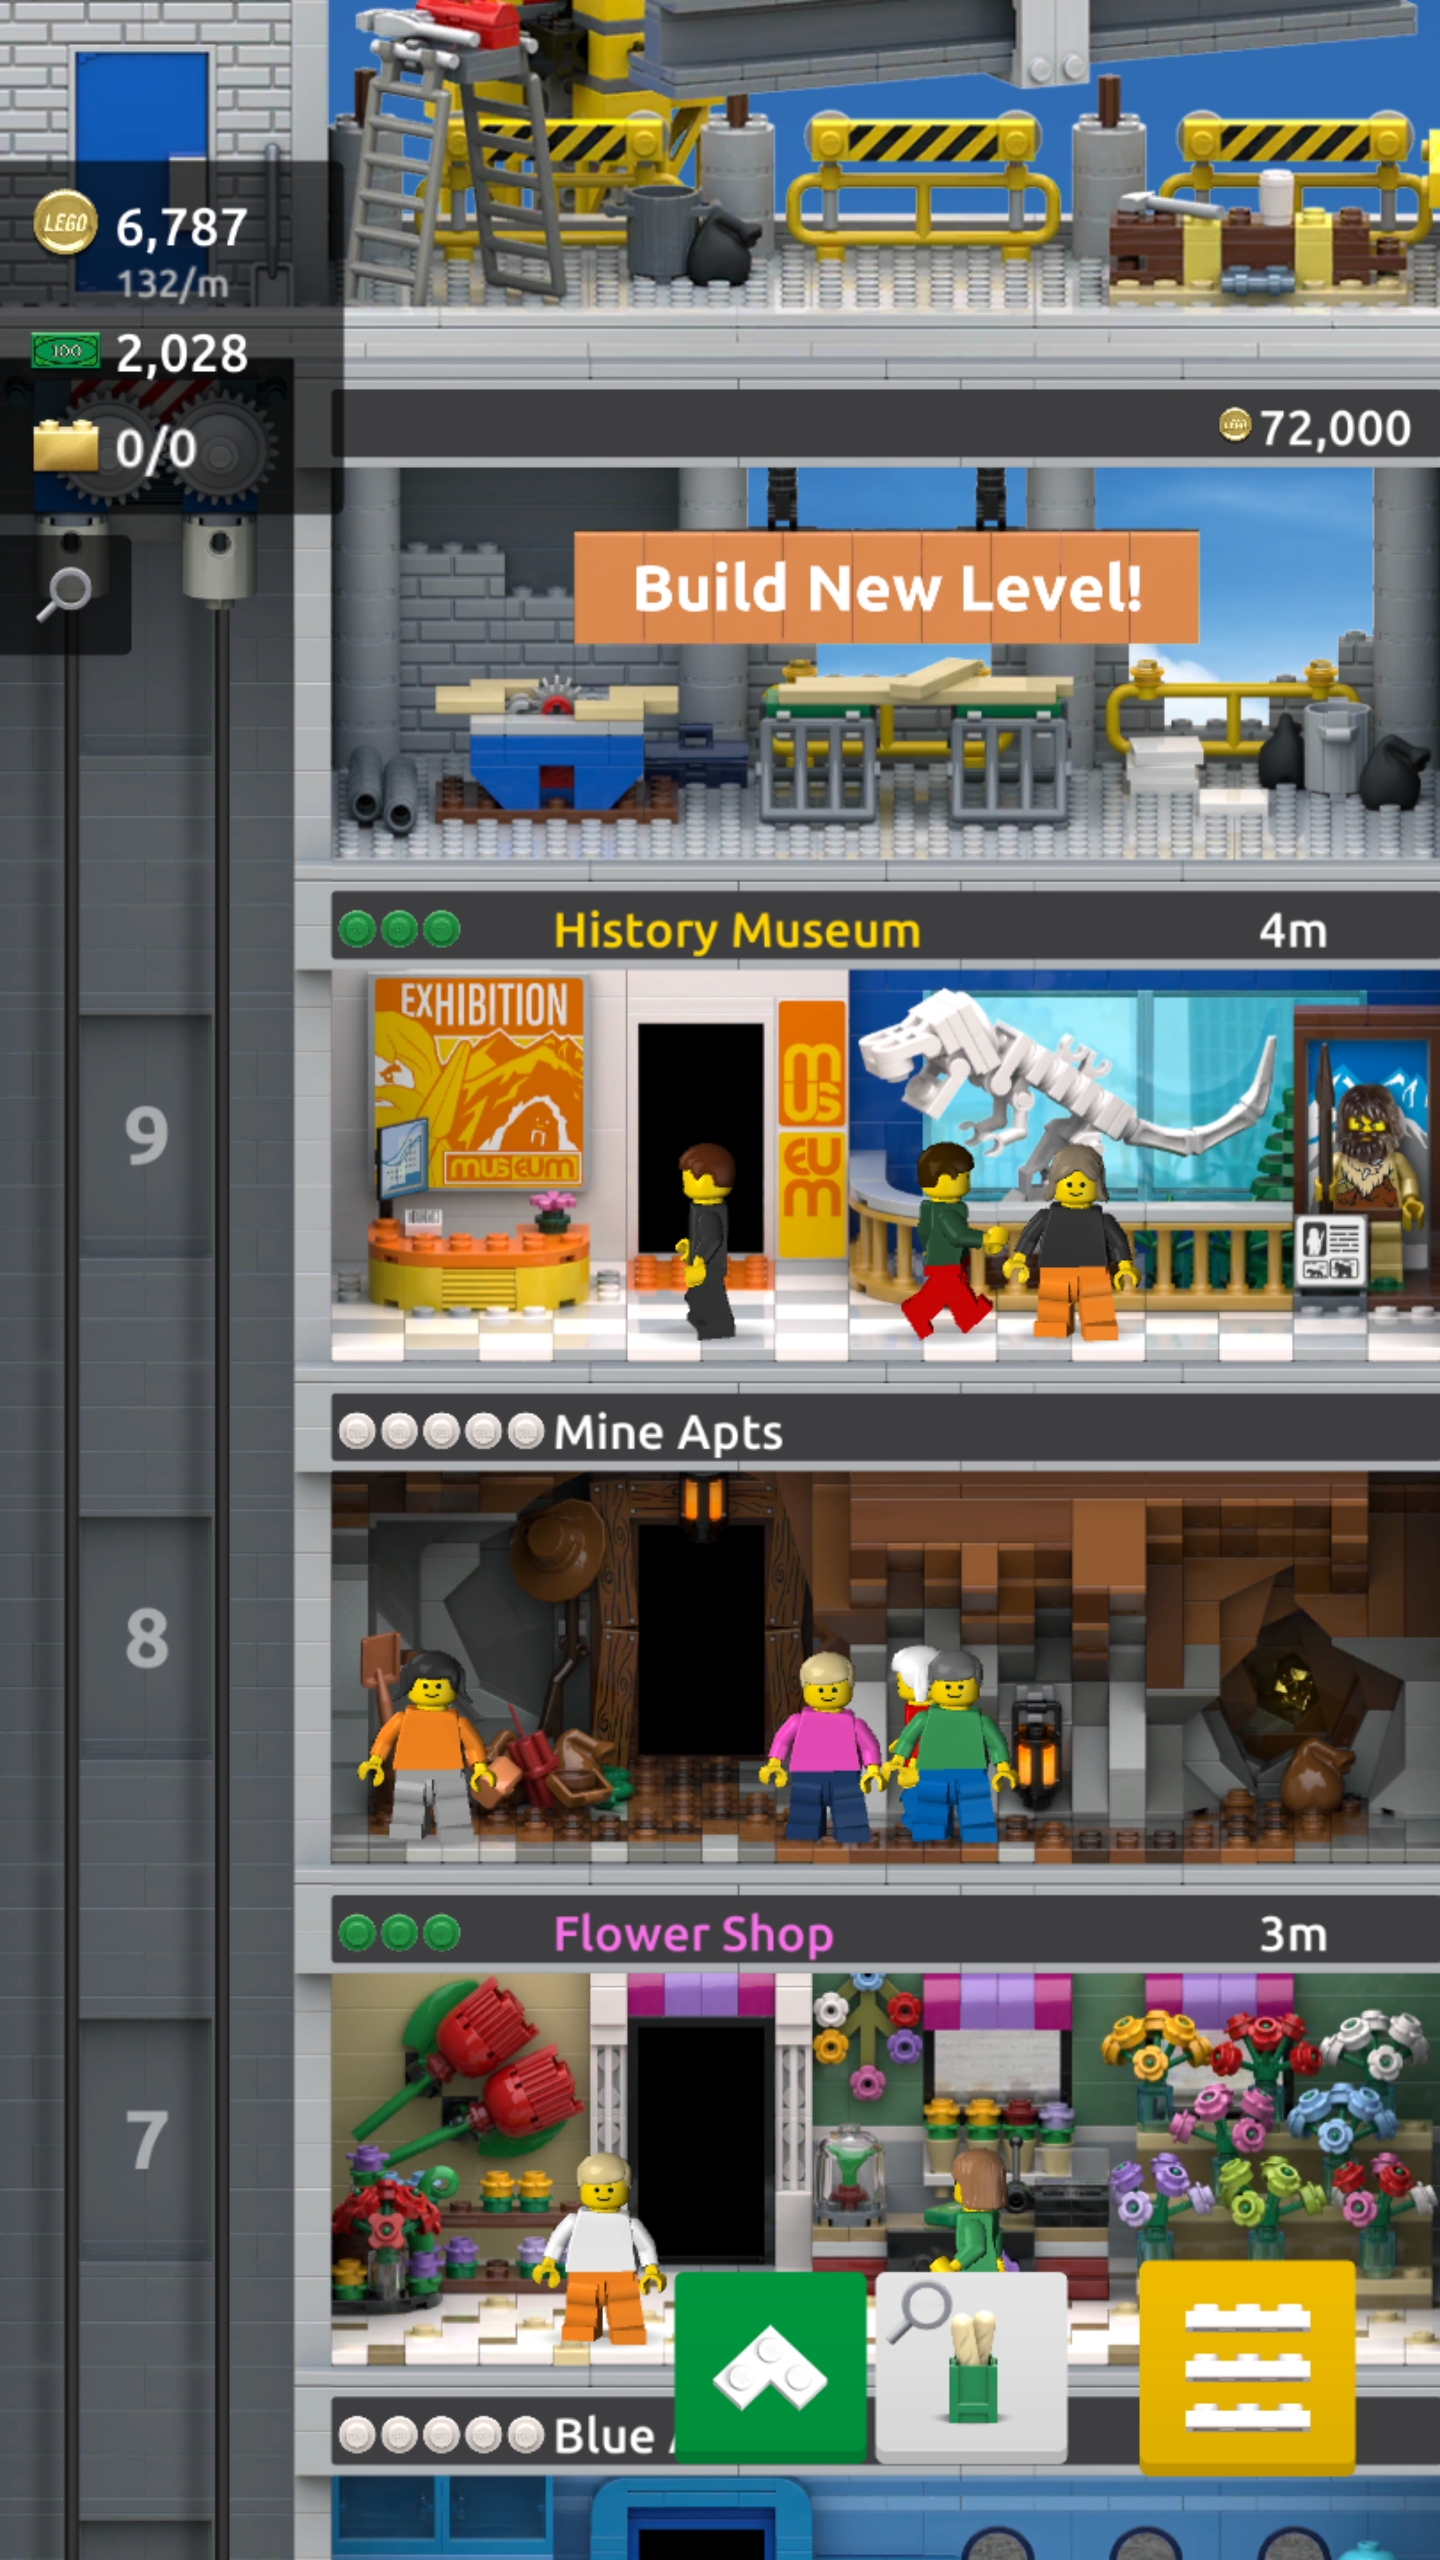 LEGO 6,787
132/m
100 2,028
0/0
72,000
Build New Level!
History Museum 4m
EXHIBITION
MUSEUM
MUSEUM
9
Mine Apts
8
Flower Shop 3m
7
Blue